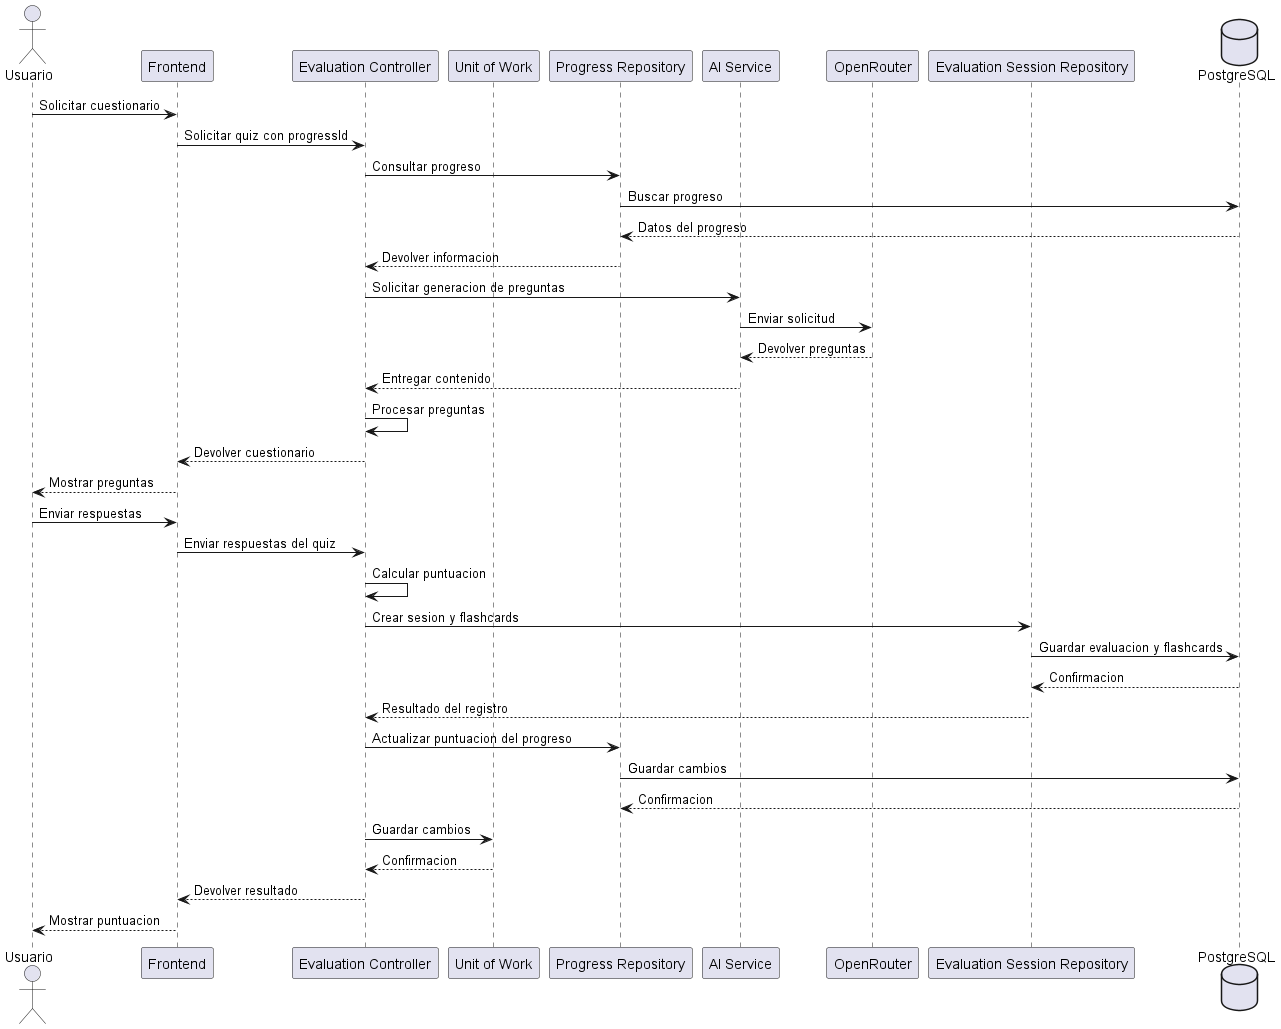 Usuario
Frontend
Evaluation Controller
Unit of Work
Progress Repository
AI Service
OpenRouter
Evaluation Session Repository
PostgreSQL
Solicitar cuestionario
Solicitar quiz con progressId
Consultar progreso
Buscar progreso
Datos del progreso
Devolver informacion
Solicitar generacion de preguntas
Enviar solicitud
Devolver preguntas
Entregar contenido
Procesar preguntas
Devolver cuestionario
Mostrar preguntas
Enviar respuestas
Enviar respuestas del quiz
Calcular puntuacion
Crear sesion y flashcards
Guardar evaluacion y flashcards
Confirmacion
Resultado del registro
Actualizar puntuacion del progreso
Guardar cambios
Confirmacion
Guardar cambios
Confirmacion
Devolver resultado
Mostrar puntuacion
Usuario
Frontend
Evaluation Controller
Unit of Work
Progress Repository
AI Service
OpenRouter
Evaluation Session Repository
PostgreSQL